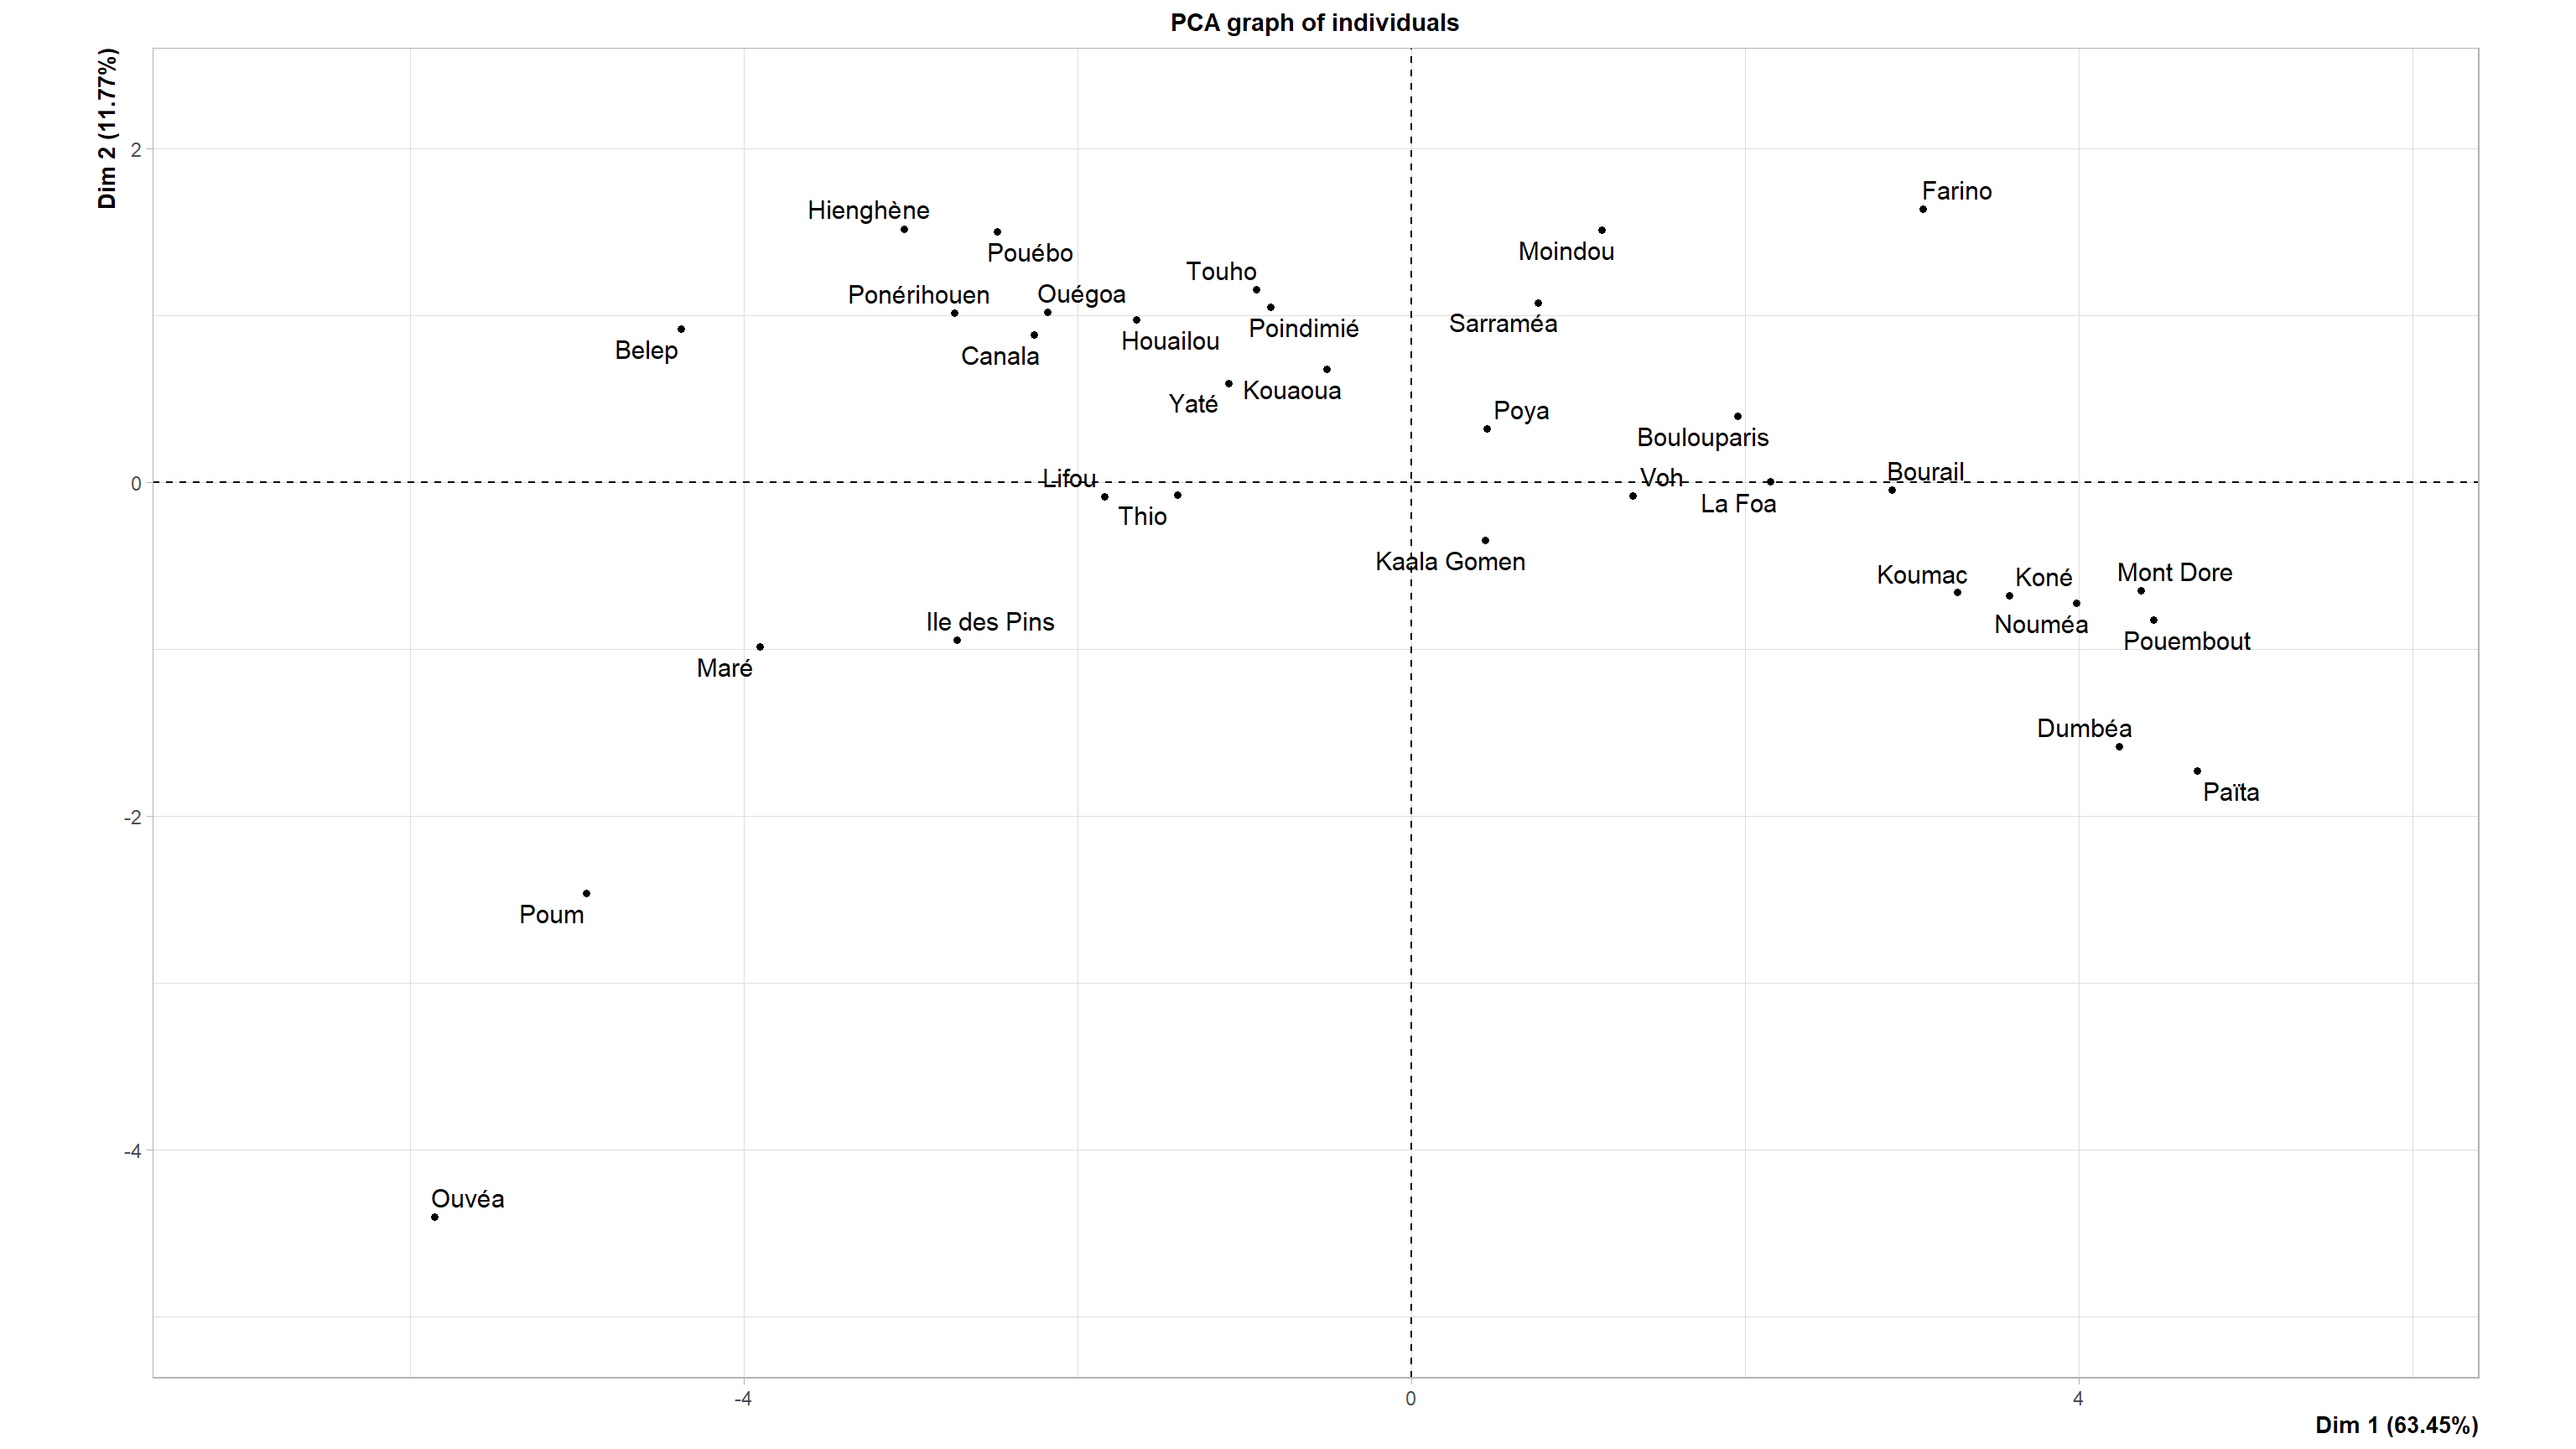 PCA graph of individuals
Dim 2 (11.77%)
2
0
-2
-4
Farino
Hienghène
Moindou
Pouébo
Touho
Ponérihouen
Ouégoa
Sarraméa
Poindimié
Houailou
Belep
Canala
Kouaoua
Yaté
Poya
Boulouparis
Bourail
Lifou
Voh
La Foa
Thio
Kaala Gomen
Mont Dore
Koumac
Koné
Ile des Pins
Nouméa
Pouembout
Maré
Dumbéa
Païta
Poum
Ouvéa
-4
0
4
Dim 1 (63.45%)